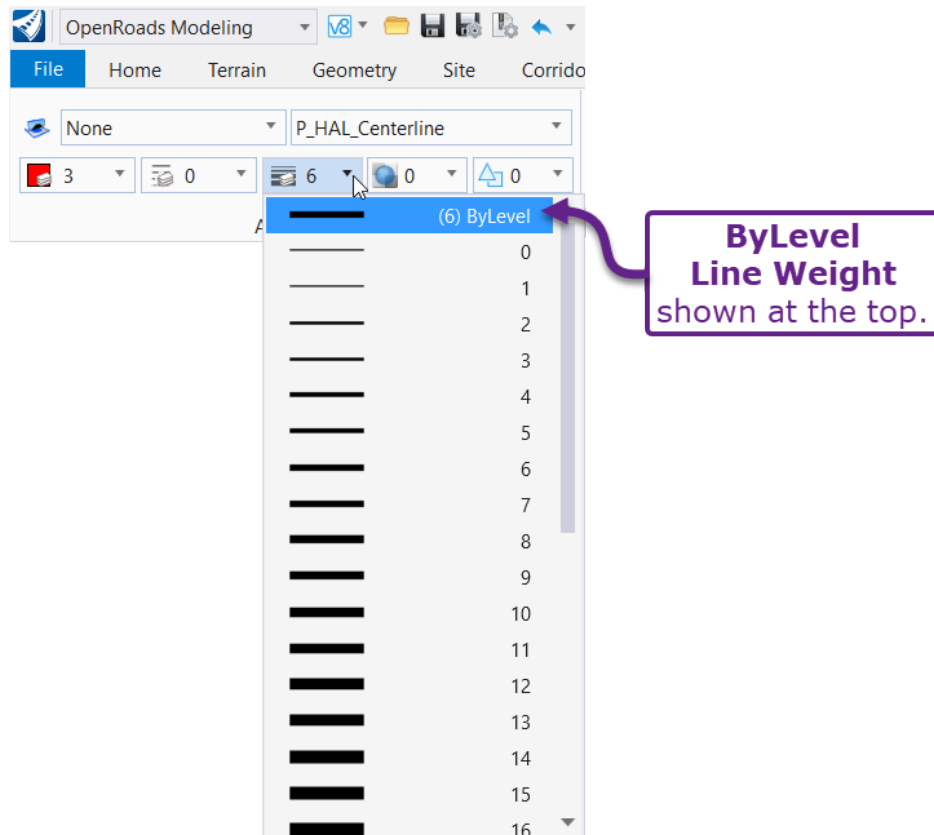 OpenRoads Modeling
V8
File Home Terrain Geometry Site Corrido
None P_HAL_Centerline
3 0 6 0 0
A
(6) ByLevel
0
1
2
3
4
5
6
7
8
9
10
11
12
13
14
15
16
ByLevel
Line Weight
shown at the top.